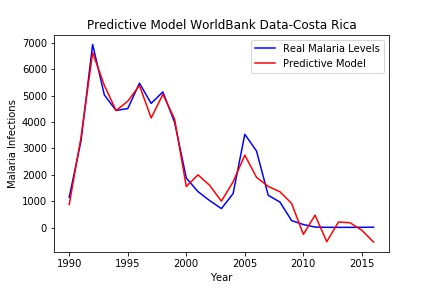 Predictive Model WorldBank Data-Costa Rica
Real Malaria Levels
Predictive Model
Malaria Infections
7000
6000
5000
4000
3000
2000
1000
0
1990
1995
2000
2005
2010
2015
Year